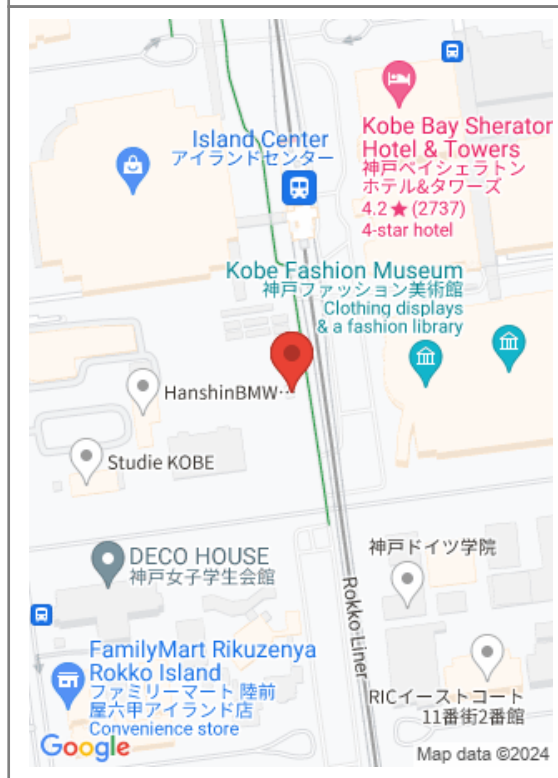 Island Center
アイランドセンター
Kobe Bay Sheraton
Hotel & Towers
神戸ベイシェラトン
ホテル&タワーズ
4.2★ (2737)
4-star hotel
Kobe Fashion Museum
神戸ファッション美術館
Clothing displays
& a fashion library
HanshinBMW…
Studie KOBE
DECO HOUSE
神戸女子学生会館
神戸ドイツ学院
Rokko Liner
FamilyMart Rikuzenya
Rokko Island
ファミリーマート 陸前
屋六甲アイランド店
Convenience store
RICイーストコート
11番街2番館
Google
Map data ©2024